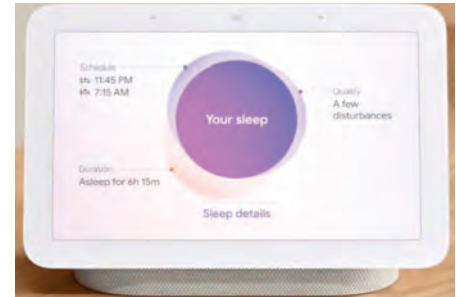 Schedule
11:45 PM
7:15 AM
Your sleep
Quality
A few
disturbances
Duration
Asleep for 6h 15m
Sleep details